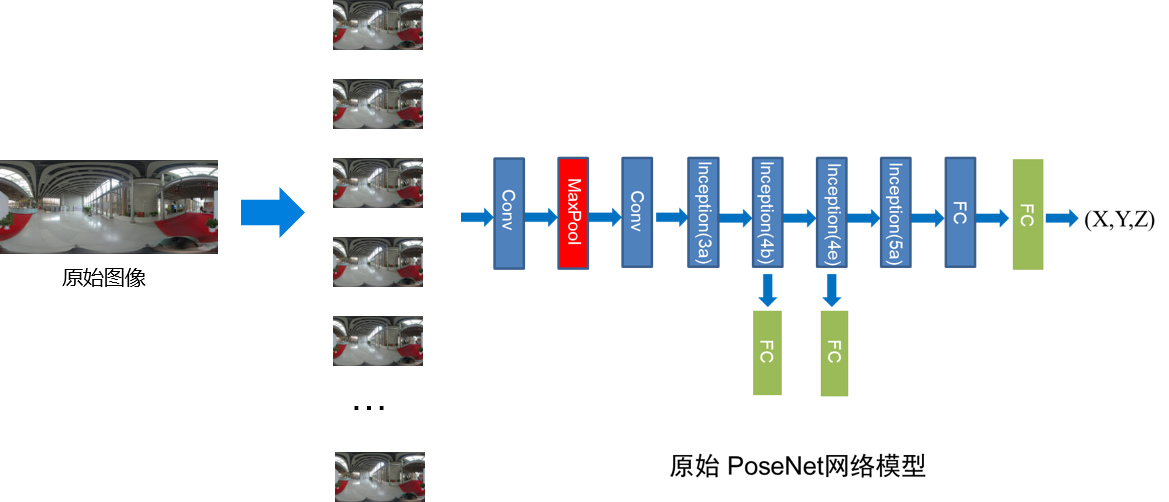 原始图像
…
Conv
MaxPool
Conv
Inception(3a)
Inception(4b)
Inception(4e)
Inception(5a)
FC
FC
(X,Y,Z)
FC
FC
原始 PoseNet网络模型